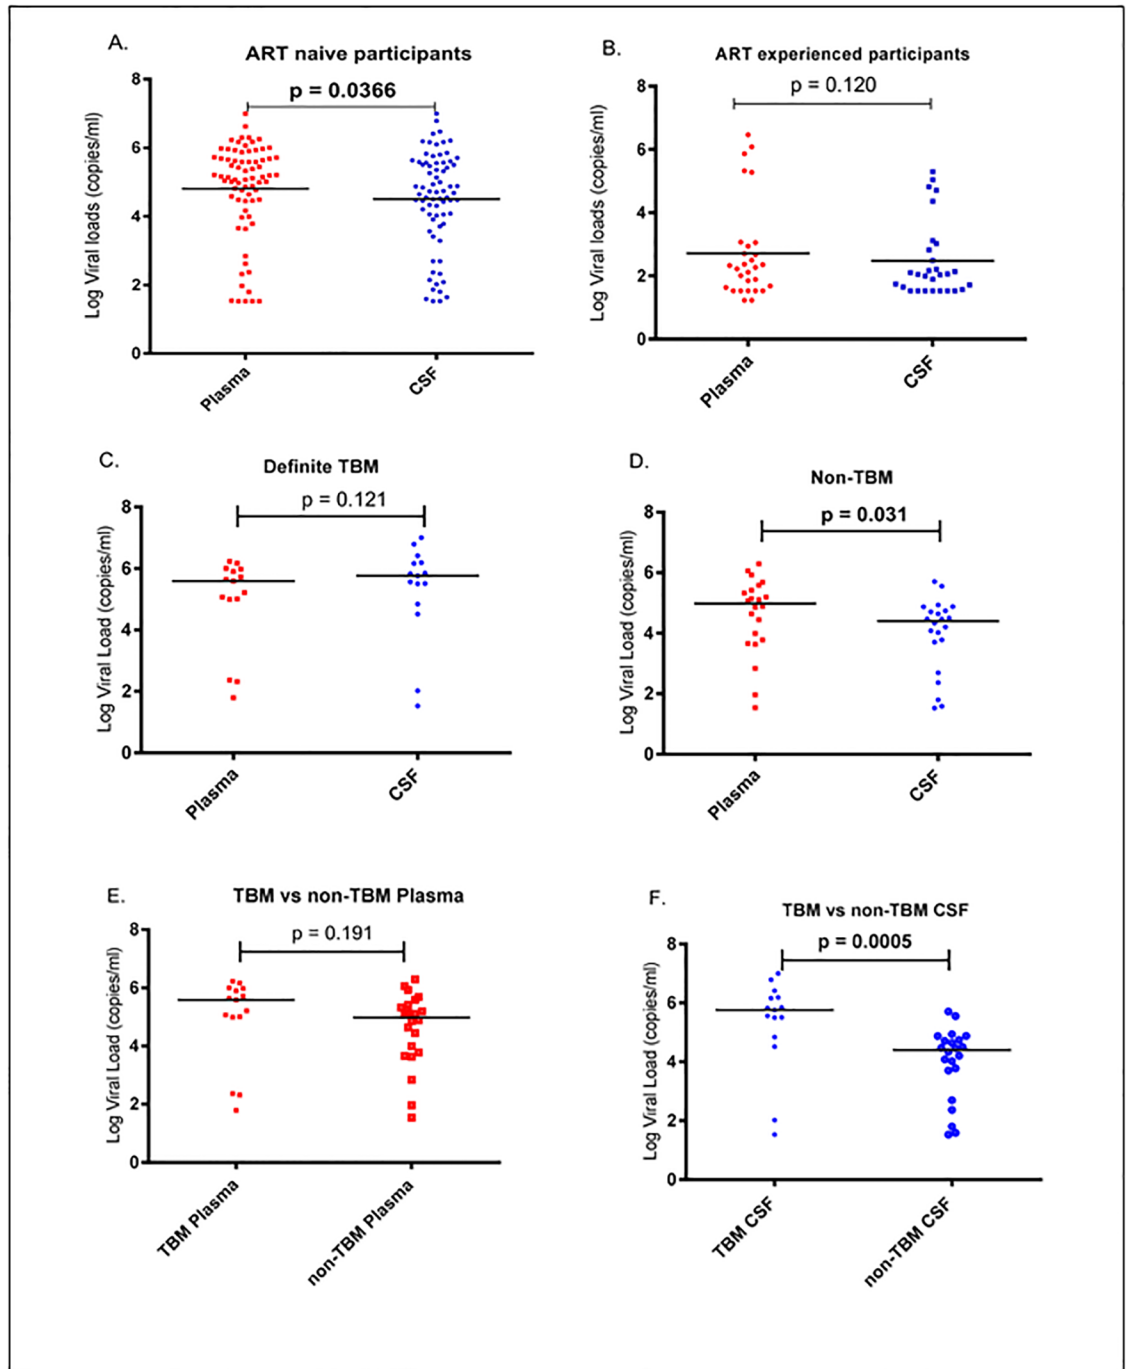 A.
ART naive participants
p = 0.0366
Log Viral loads (copies/ml)
8
6
4
2
0
Plasma
CSF
B.
ART experienced participants
p = 0.120
Log Viral loads (copies/ml)
8
6
4
2
0
Plasma
CSF
C.
Definite TBM
p = 0.121
Log Viral Load (copies/ml)
8
6
4
2
0
Plasma
CSF
D.
Non-TBM
p = 0.031
Log Viral Load (copies/ml)
8
6
4
2
0
Plasma
CSF
E.
TBM vs non-TBM Plasma
p = 0.191
Log Viral Load (copies/ml)
8
6
4
2
0
TBM Plasma
non-TBM Plasma
F.
TBM vs non-TBM CSF
p = 0.0005
Log Viral Load (copies/ml)
8
6
4
2
0
TBM CSF
non-TBM CSF